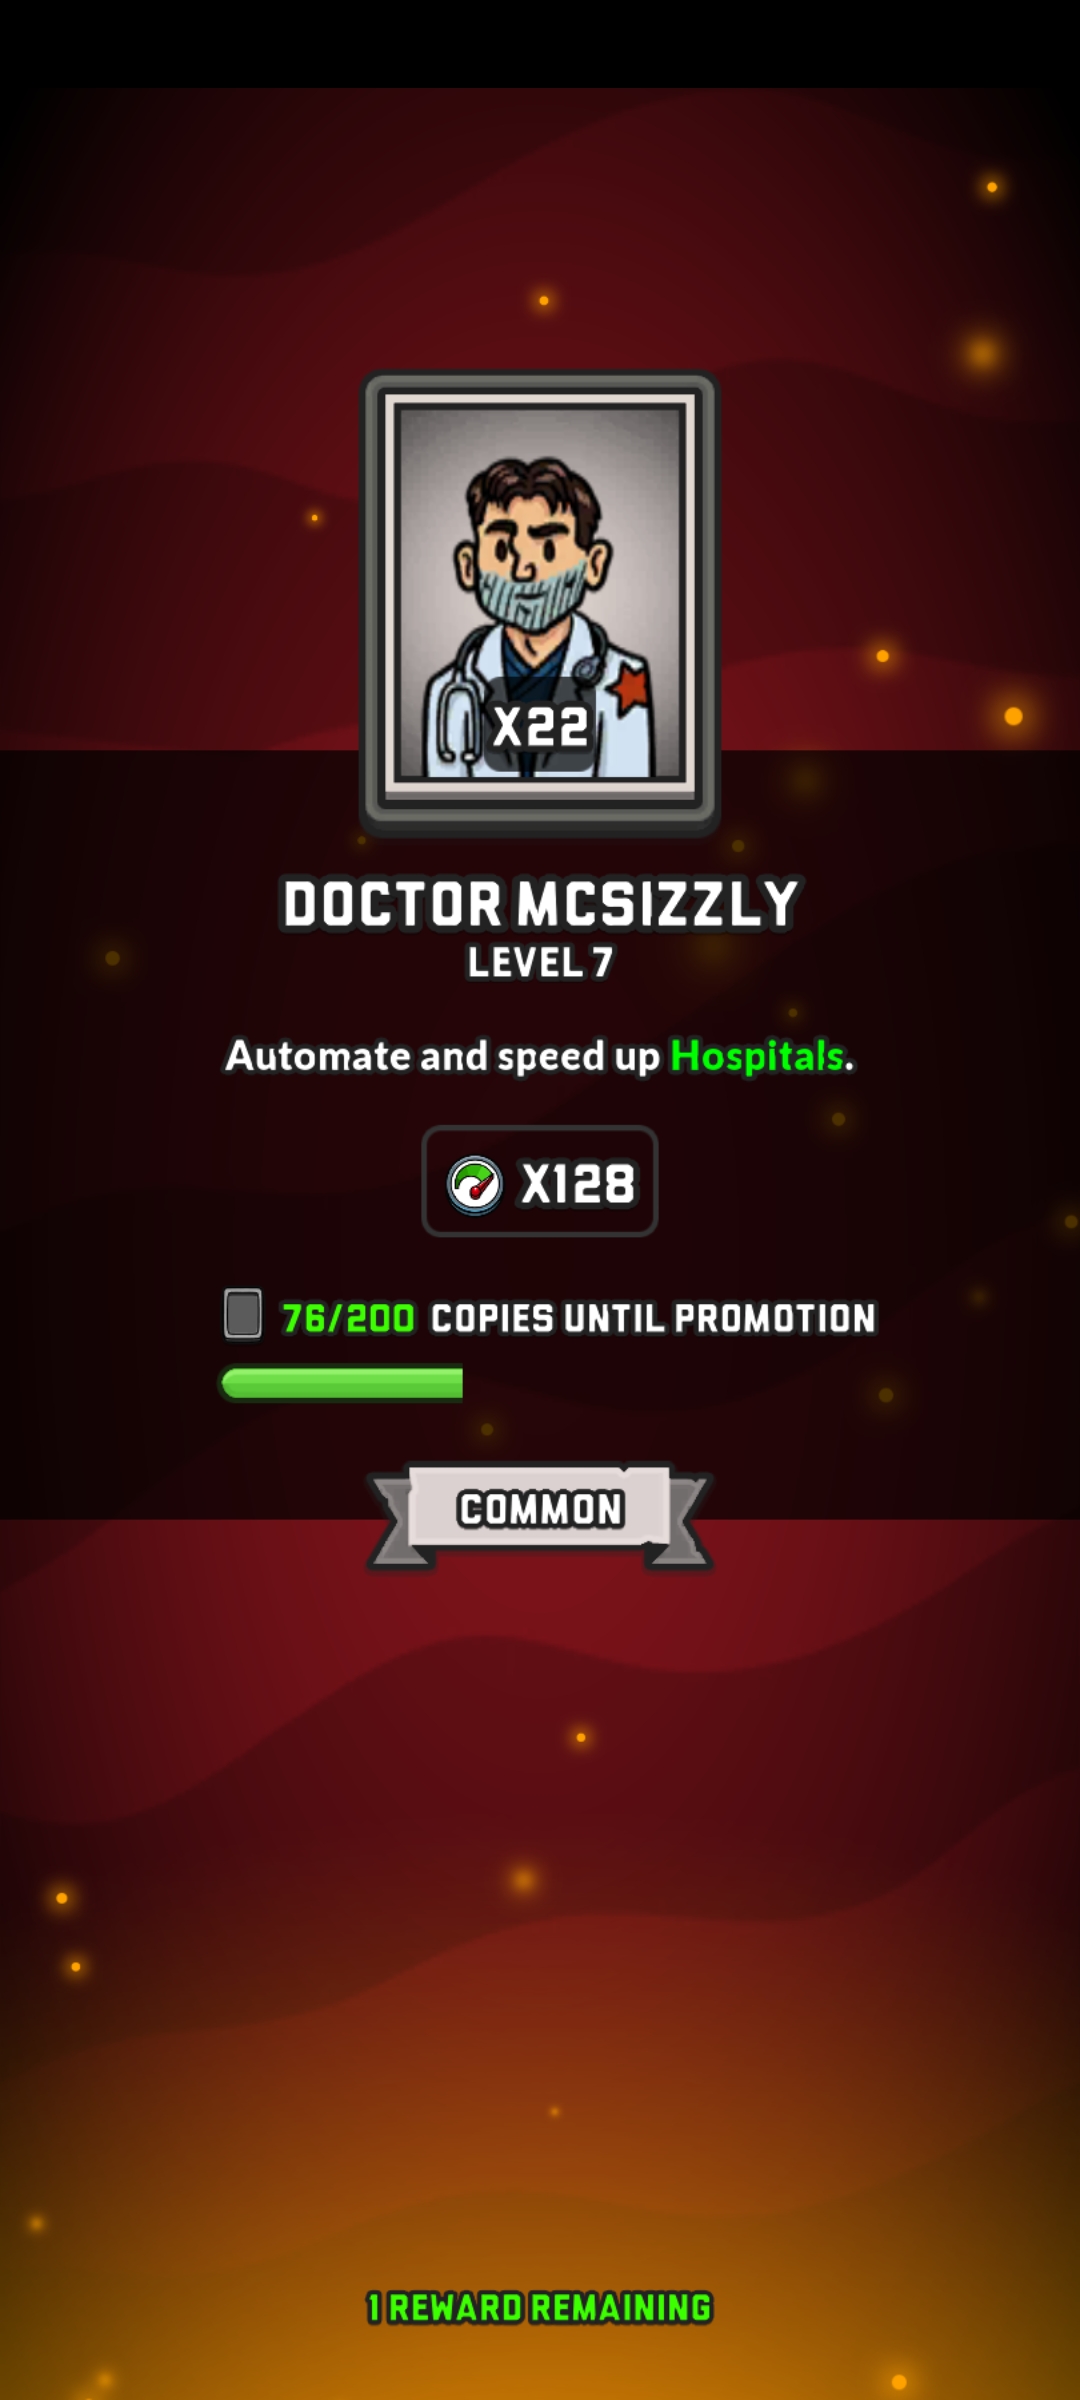 X22
DOCTOR MCSIZZLY
LEVEL 7
Automate and speed up Hospitals.
X128
76/200 COPIES UNTIL PROMOTION
COMMON
1 REWARD REMAINING